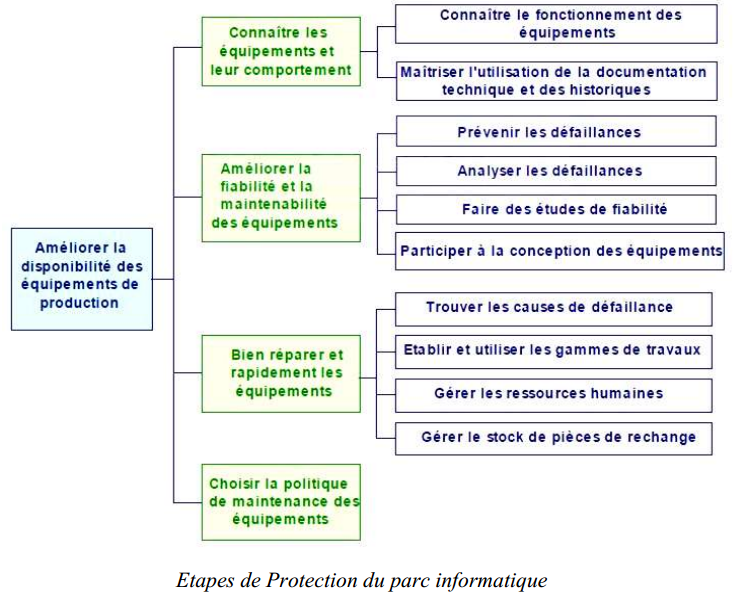 Améliorer la
disponibilité des
équipements de
production
Connaître les
équipements et
leur comportement
Connaître le fonctionnement des
équipements
Maîtriser l'utilisation de la documentation
technique et des historiques
Améliorer la
fiabilité et la
maintenabilité
des équipements
Prévenir les défaillances
Analyser les défaillances
Faire des études de fiabilité
Participer à la conception des équipements
Bien réparer et
rapidement les
équipements
Trouver les causes de défaillance
Etablir et utiliser les gammes de travaux
Gérer les ressources humaines
Gérer le stock de pièces de rechange
Choisir la politique
de maintenance des
équipements
Etapes de Protection du parc informatique